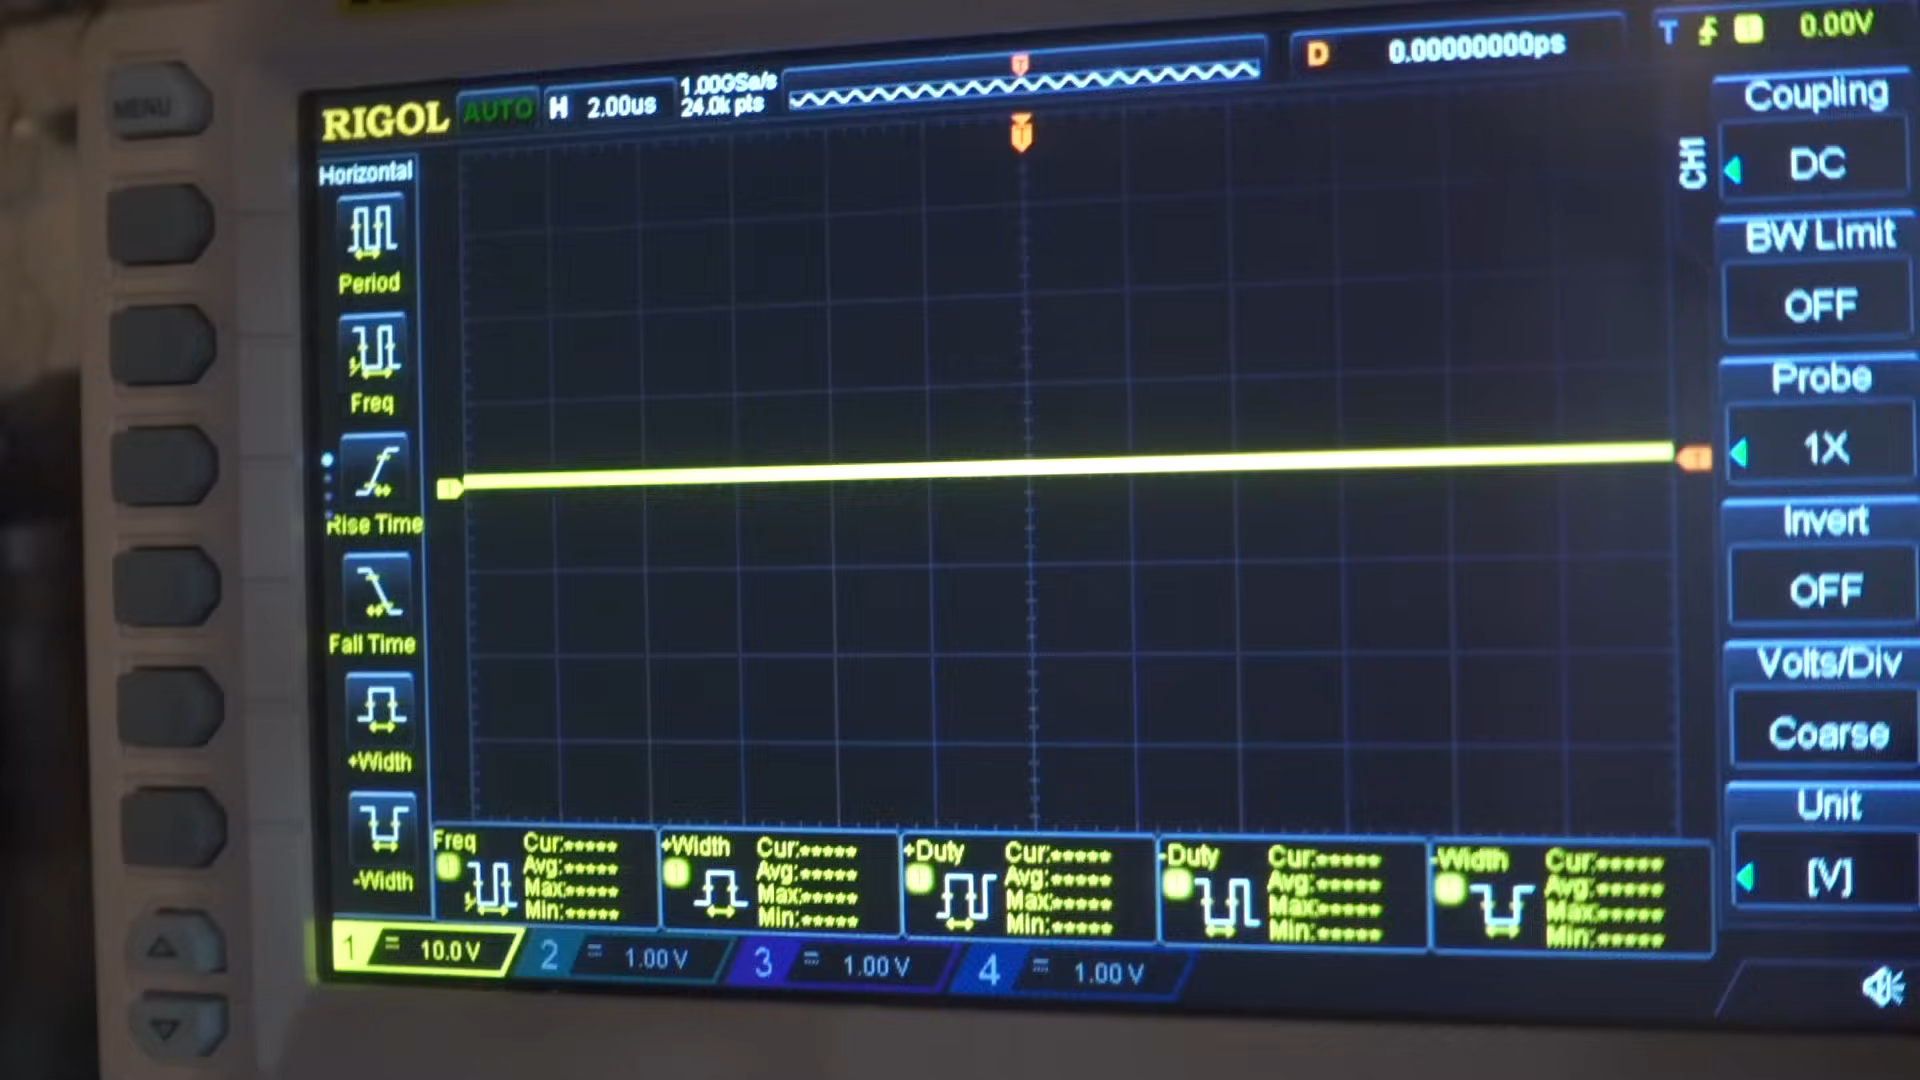 MENU
RIGOL AUTO H 2.00us 1.00GSa/s 24.0k pts D 0.00000000ps T 1 0.00V
Horizontal
Period
Freq
Rise Time
Fall Time
+Width
-Width
CH1
Coupling
DC
BW Limit
OFF
Probe
1X
Invert
OFF
Volts/Div
Coarse
Unit
[V]
Freq
Cur:*****
Avg:*****
Max:*****
Min:*****
+Width
Cur:*****
Avg:*****
Max:*****
Min:*****
+Duty
Cur:*****
Avg:*****
Max:*****
Min:*****
-Duty
Cur:*****
Avg:*****
Max:*****
Min:*****
-Width
Cur:*****
Avg:*****
Max:*****
Min:*****
1 = 10.0 V 2 = 1.00 V 3 = 1.00 V 4 = 1.00 V